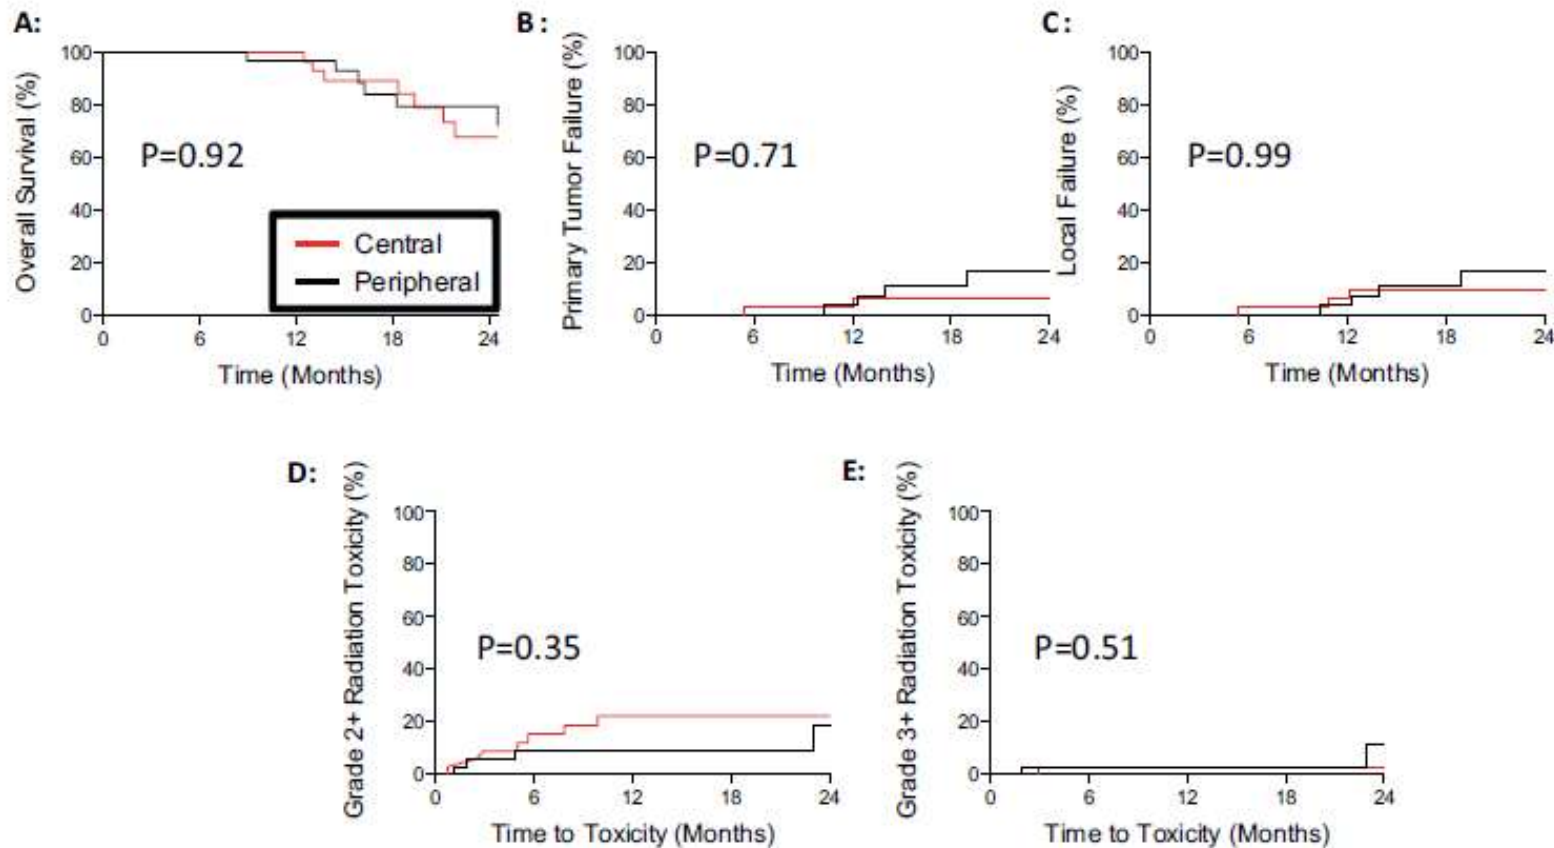 A:
Overall Survival (%)
100
80
60
40
20
0
P=0.92
Central
Peripheral
0 6 12 18 24
Time (Months)
B:
Primary Tumor Failure (%)
100
80
60
40
20
0
P=0.71
0 6 12 18 24
Time (Months)
C:
Local Failure (%)
100
80
60
40
20
0
P=0.99
0 6 12 18 24
Time (Months)
D:
Grade 2+ Radiation Toxicity (%)
100
80
60
40
20
0
P=0.35
0 6 12 18 24
Time to Toxicity (Months)
E:
Grade 3+ Radiation Toxicity (%)
100
80
60
40
20
0
P=0.51
0 6 12 18 24
Time to Toxicity (Months)